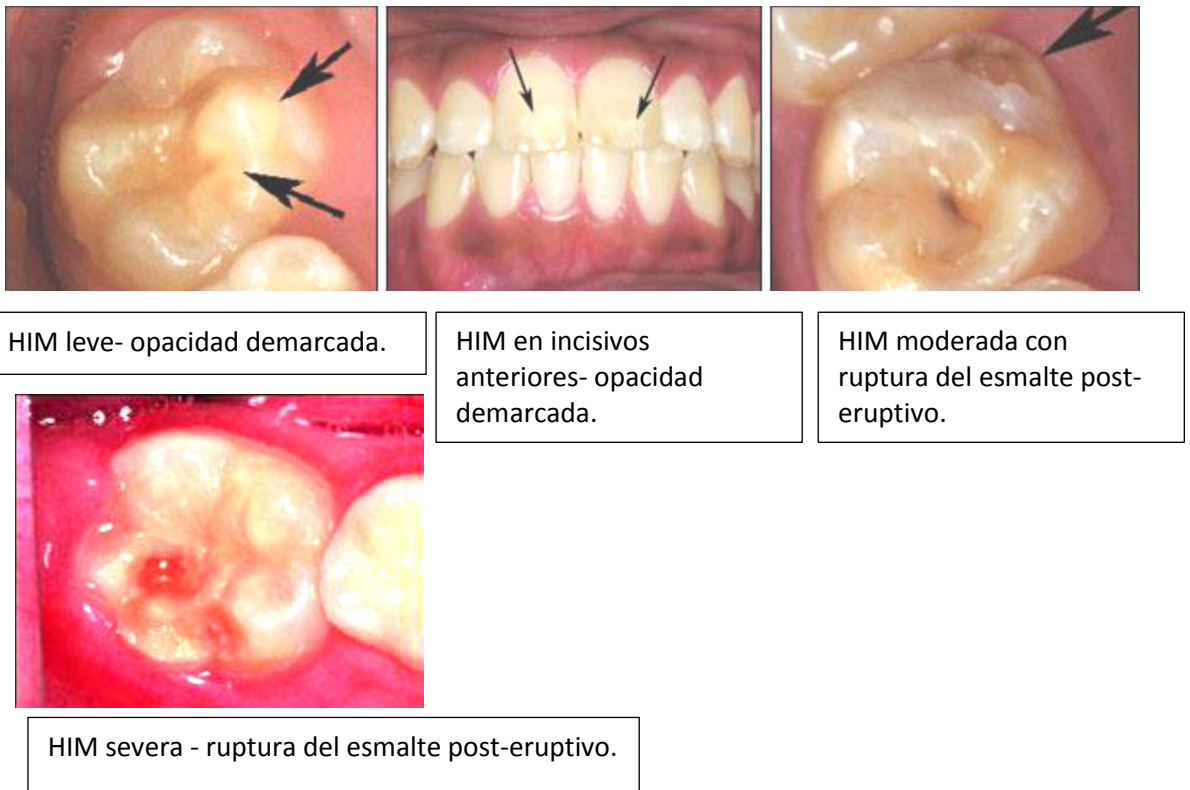 HIM leve- opacidad demarcada.
HIM en incisivos
anteriores- opacidad
demarcada.
HIM moderada con
ruptura del esmalte post-
eruptivo.
HIM severa - ruptura del esmalte post-eruptivo.